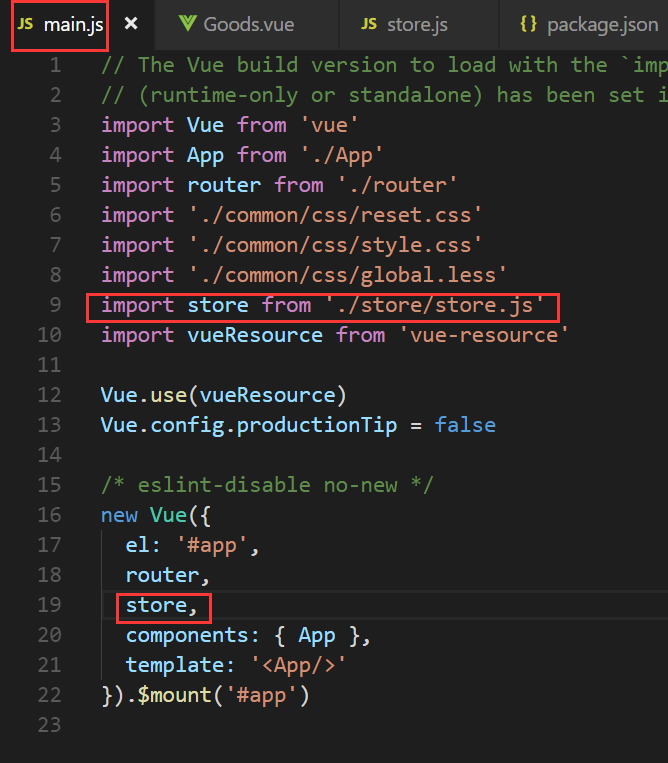 JS main.js × Goods.vue JS store.js {} package.json
1 // The Vue build version to load with the `imp
2 // (runtime-only or standalone) has been set i
3 import Vue from 'vue'
4 import App from './App'
5 import router from './router'
6 import './common/css/reset.css'
7 import './common/css/style.css'
8 import './common/css/global.less'
9 import store from './store/store.js'
10 import vueResource from 'vue-resource'
11
12 Vue.use(vueResource)
13 Vue.config.productionTip = false
14
15 /* eslint-disable no-new */
16 new Vue({
17 el: '#app',
18 router,
19 store,
20 components: { App },
21 template: '<App/>'
22 }).$mount('#app')
23